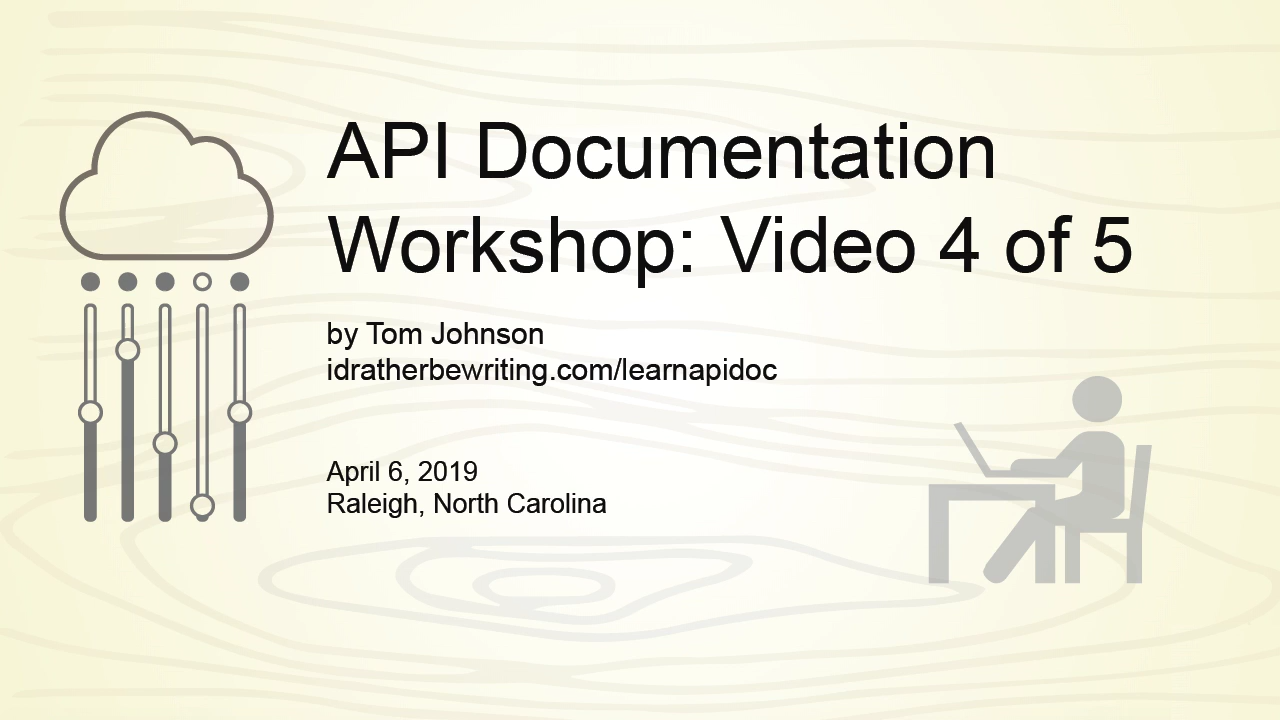 API Documentation
Workshop: Video 4 of 5
by Tom Johnson
idratherbewriting.com/learnapidoc
April 6, 2019
Raleigh, North Carolina